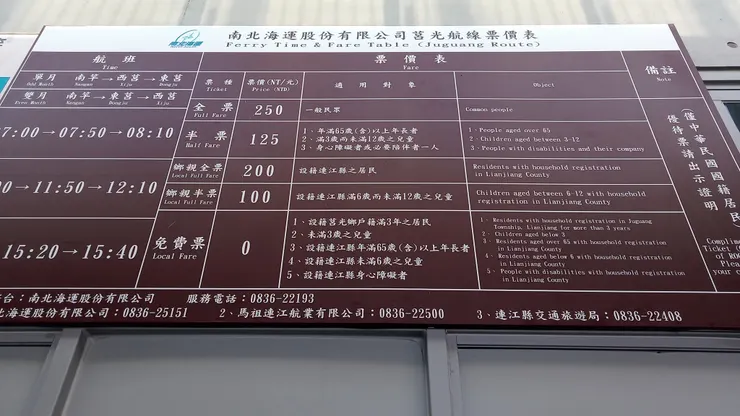 南北海運股份有限公司莒光航線票價表
Ferry Time & Fare Table (Juguang Route)
航班
Time
票價表
Fare
備註
Note
單月 南竿→西莒→東莒
Odd Month Nangan Xiju Dongju
雙月 南竿→東莒→西莒
Even Month Nangan Dongju Xiju
票種
Ticket
票價(NT/元)
Price (NTD)
適用對象
Object
7:00→07:50→08:10
0→11:50→12:10
15:20→15:40
全票
Full Fare
250
一般民眾
Common people
半票
Half Fare
125
1、年滿65歲(含)以上年長者
2、滿3歲而未滿12歲之兒童
3、身心障礙者或必要陪伴者一人
1、People aged over 65
2、Children aged between 3-12
3、People with disabilities and their company
鄉親全票
Local Full Fare
200
設籍連江縣之居民
Residents with household registration
in Lianjiang County
鄉親半票
Local Half Fare
100
設籍連江縣滿6歲而未滿12歲之兒童
Children aged between 6-12 with household
registration in Lianjiang County
免費票
Local Fare
0
1、設籍莒光鄉戶籍滿3年之居民
2、未滿3歲之兒童
3、設籍連江縣年滿65歲(含)以上年長者
4、設籍連江縣未滿6歲之兒童
5、設籍連江縣身心障礙者
1、Residents with household registration in Juguang
Township, Lianjiang for more than 3 years
2、Children aged below 3
3、Residents aged over 65 with household registration in
Lianjiang County
4、Residents aged below 6 with household registration in
Lianjiang County
5、People with disabilities with household registration
in Lianjiang County
(僅中華民國國籍居民)
優待票請出示證明
Complim
Ticket (
of ROC
Please
your
台：南北海運股份有限公司 服務電話：0836-22193
北海運股份有限公司：0836-25151 2、馬祖連江航業有限公司：0836-22500 3、連江縣交通旅遊局：0836-22408